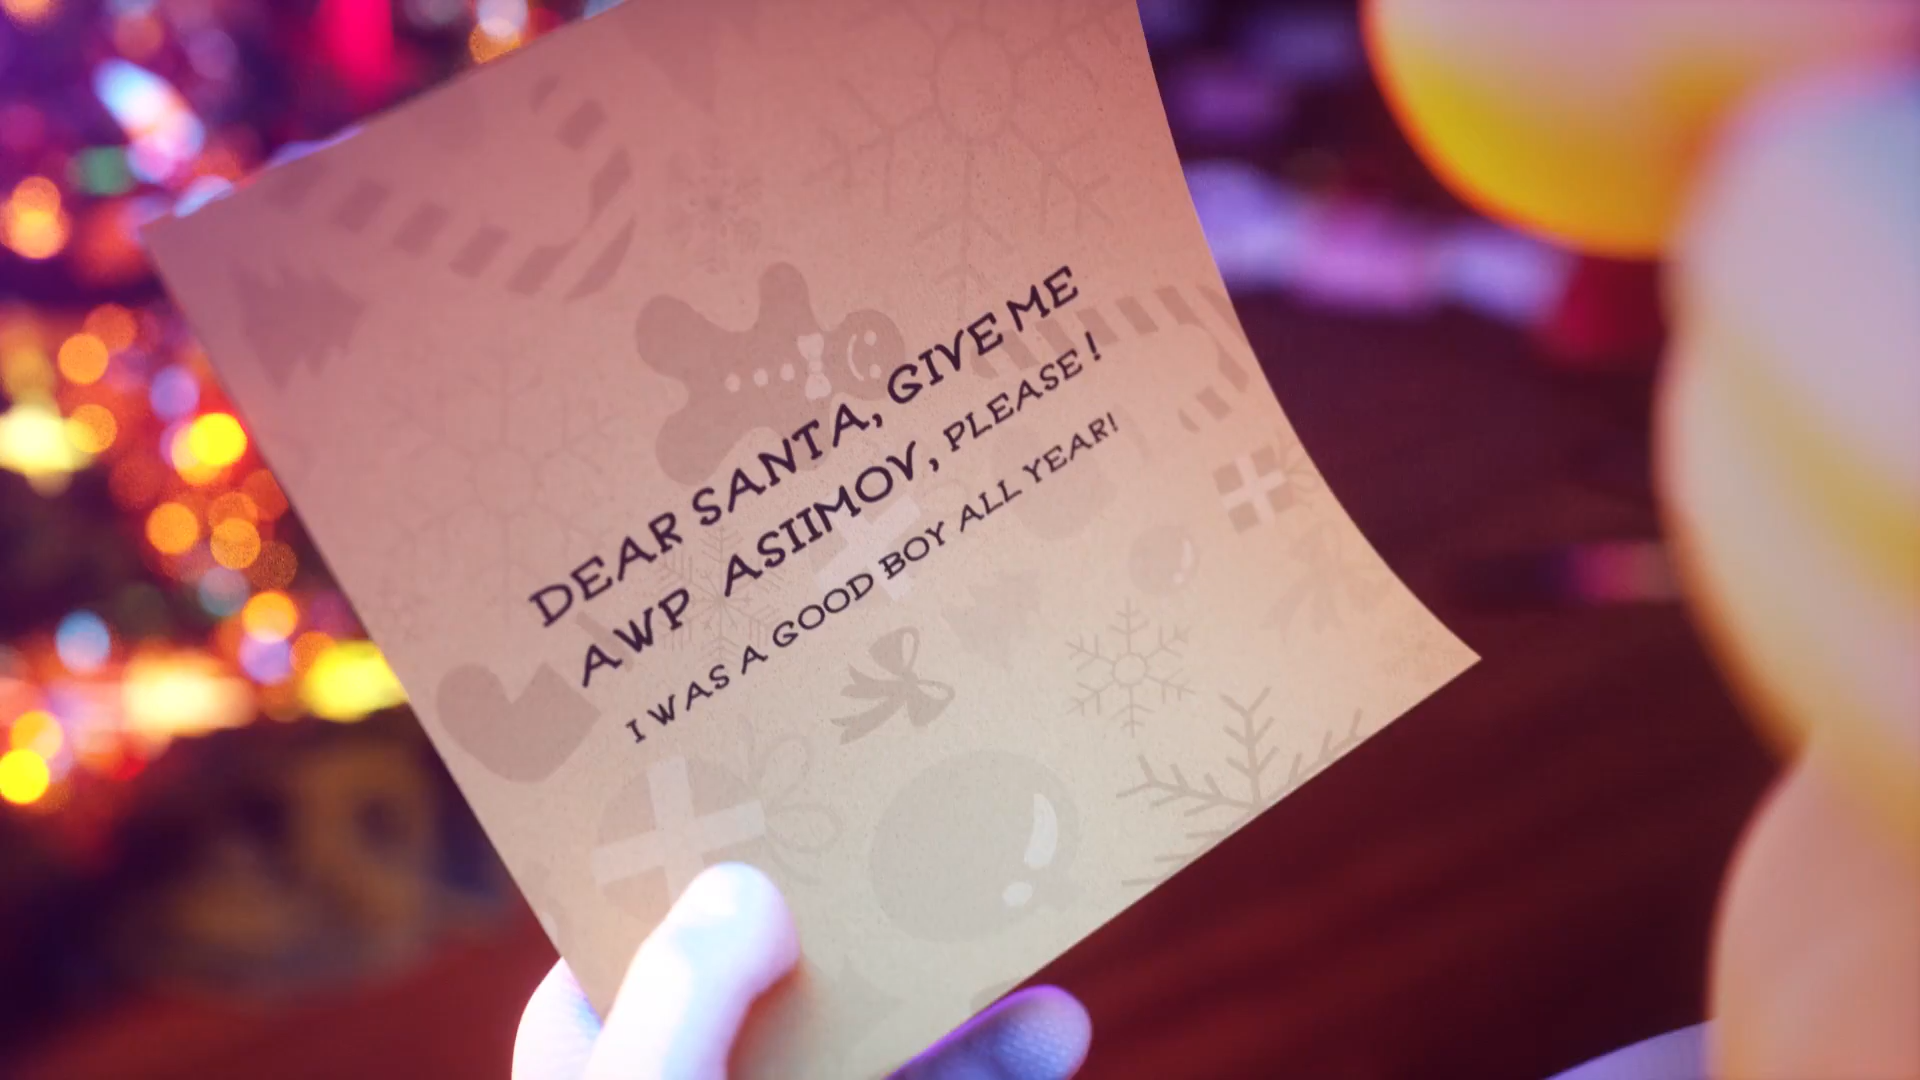 DEAR SANTA, GIVE ME
AWP ASIIMOV, PLEASE!
I WAS A GOOD BOY ALL YEAR!